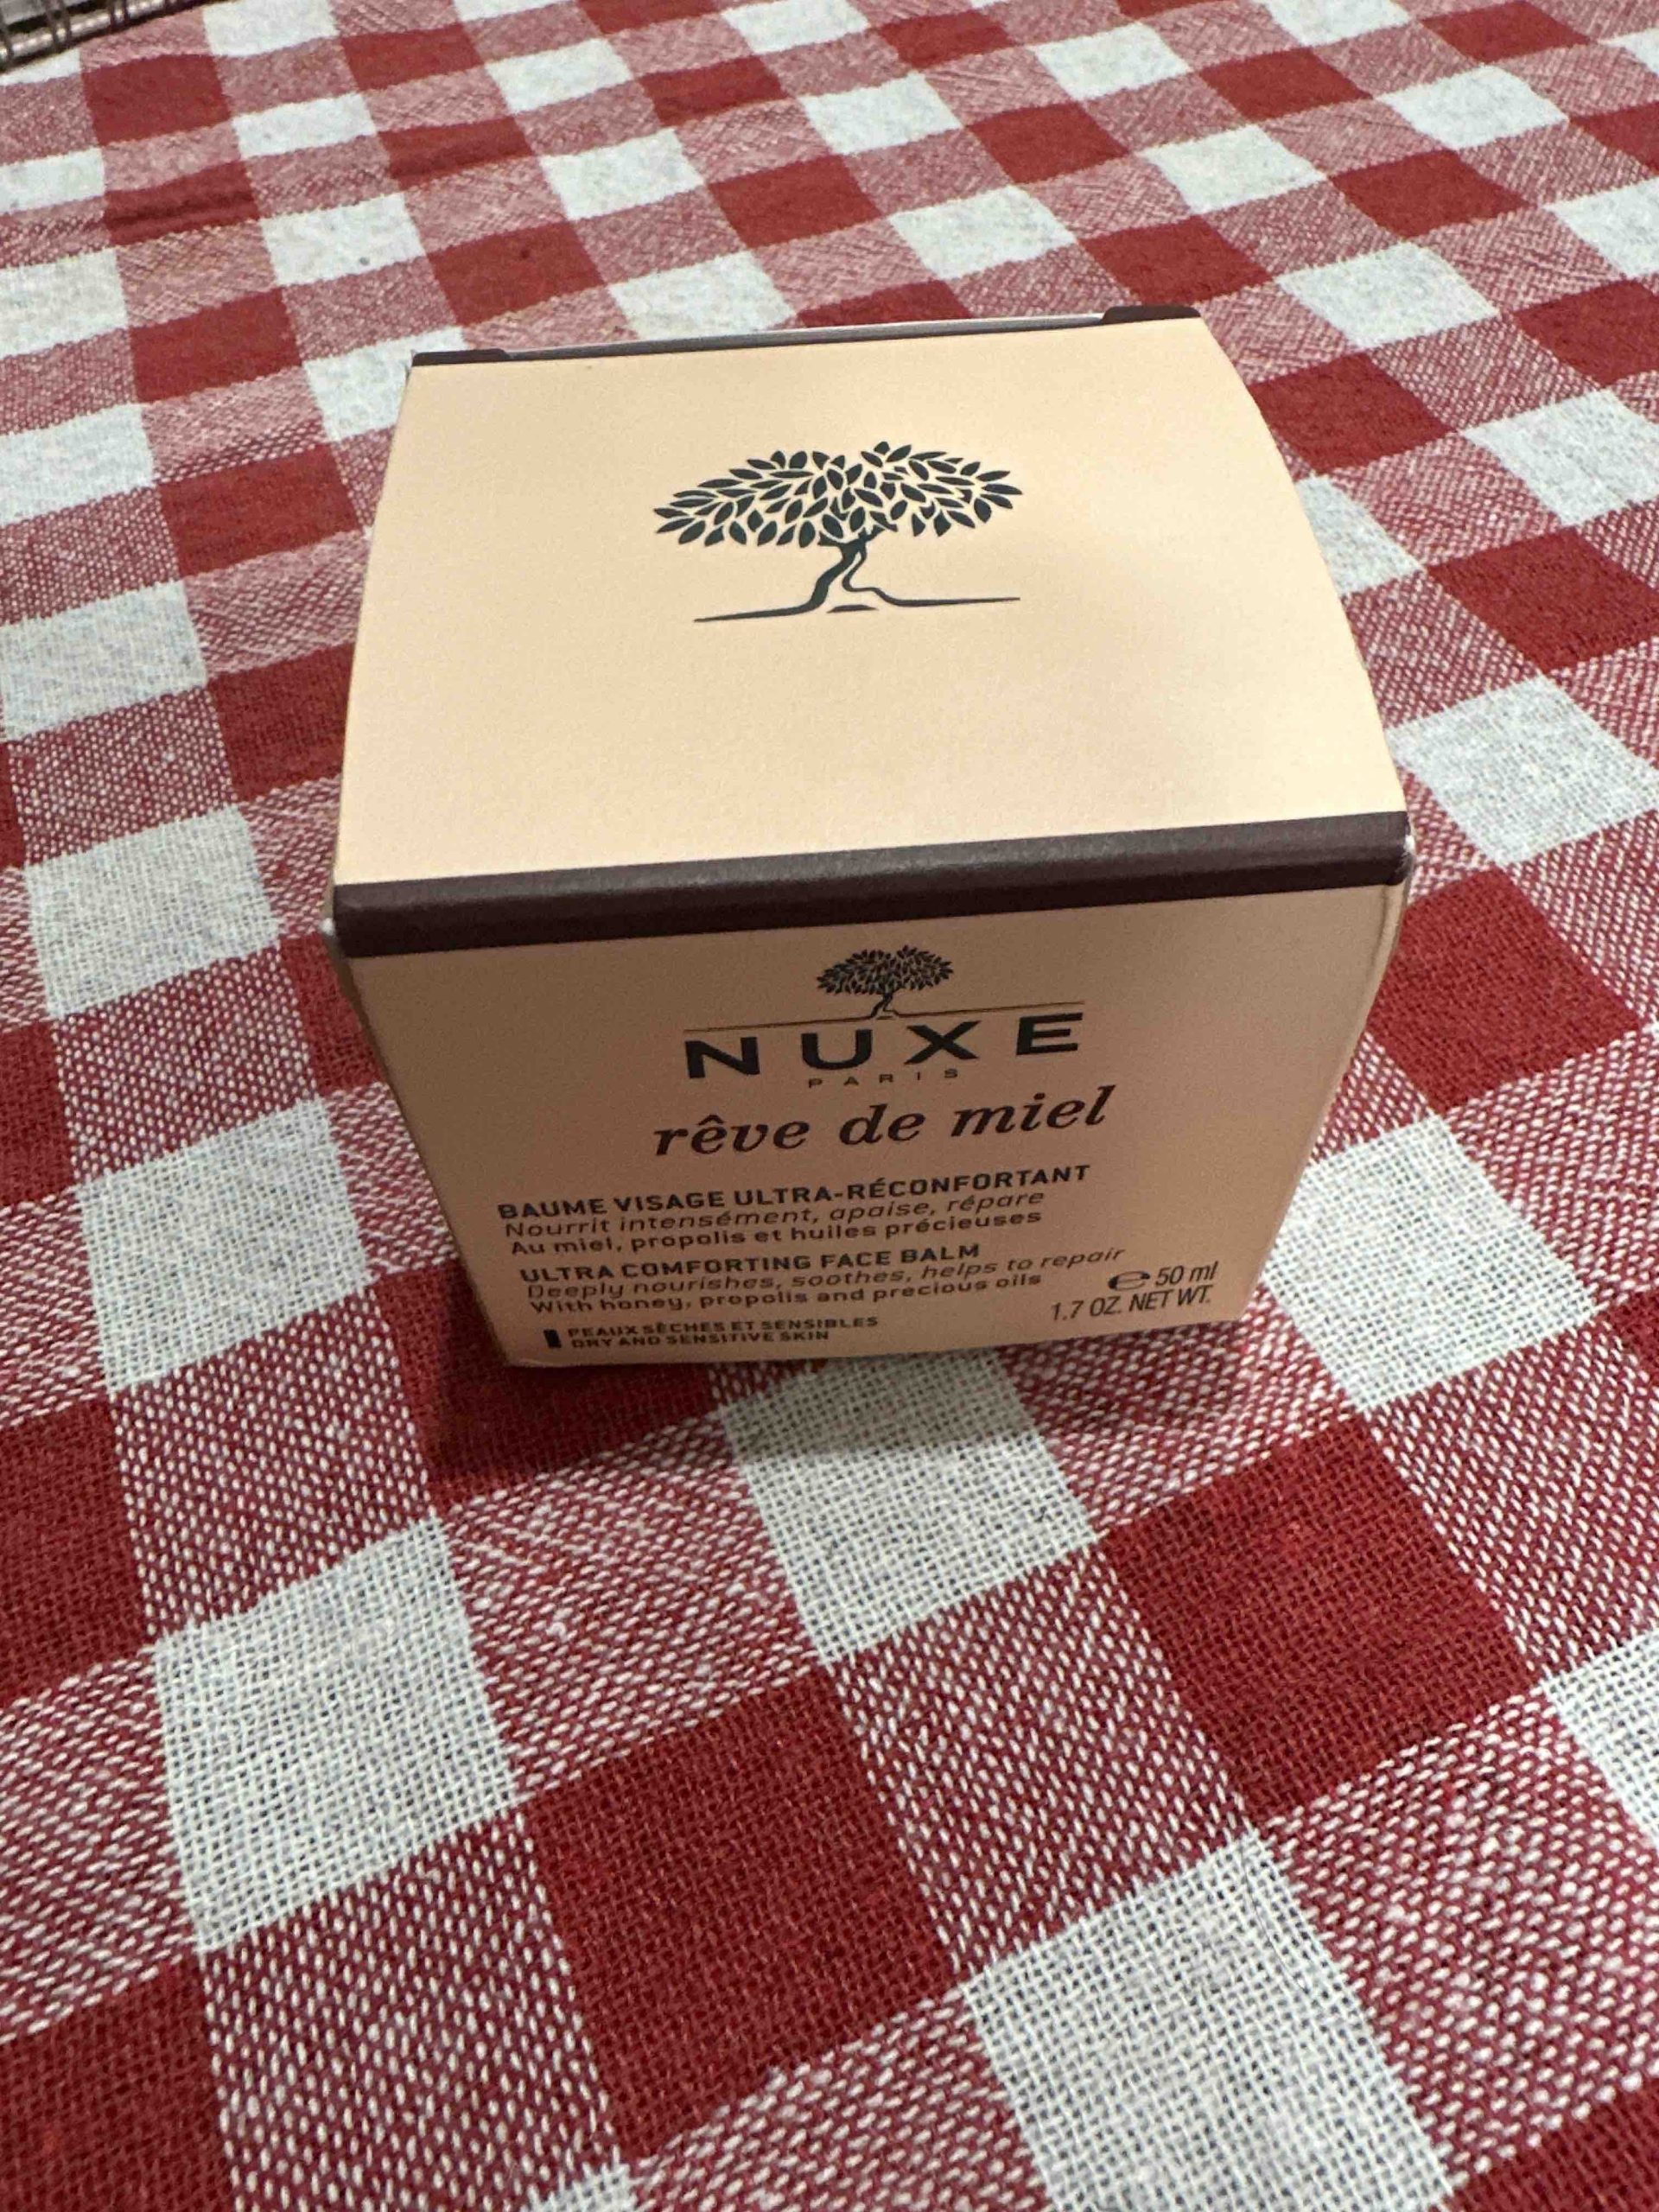 NUXE
PARIS
rêve de miel
BAUME VISAGE ULTRA-RÉCONFORTANT
Nourrit intensément, apaise, répare
Au miel, propolis et huiles précieuses
ULTRA COMFORTING FACE BALM
Deeply nourishes, soothes, helps to repair
With honey, propolis and precious oils
℮ 50 ml
1.7 OZ. NET WT.
PEAUX SÈCHES ET SENSIBLES
DRY AND SENSITIVE SKIN